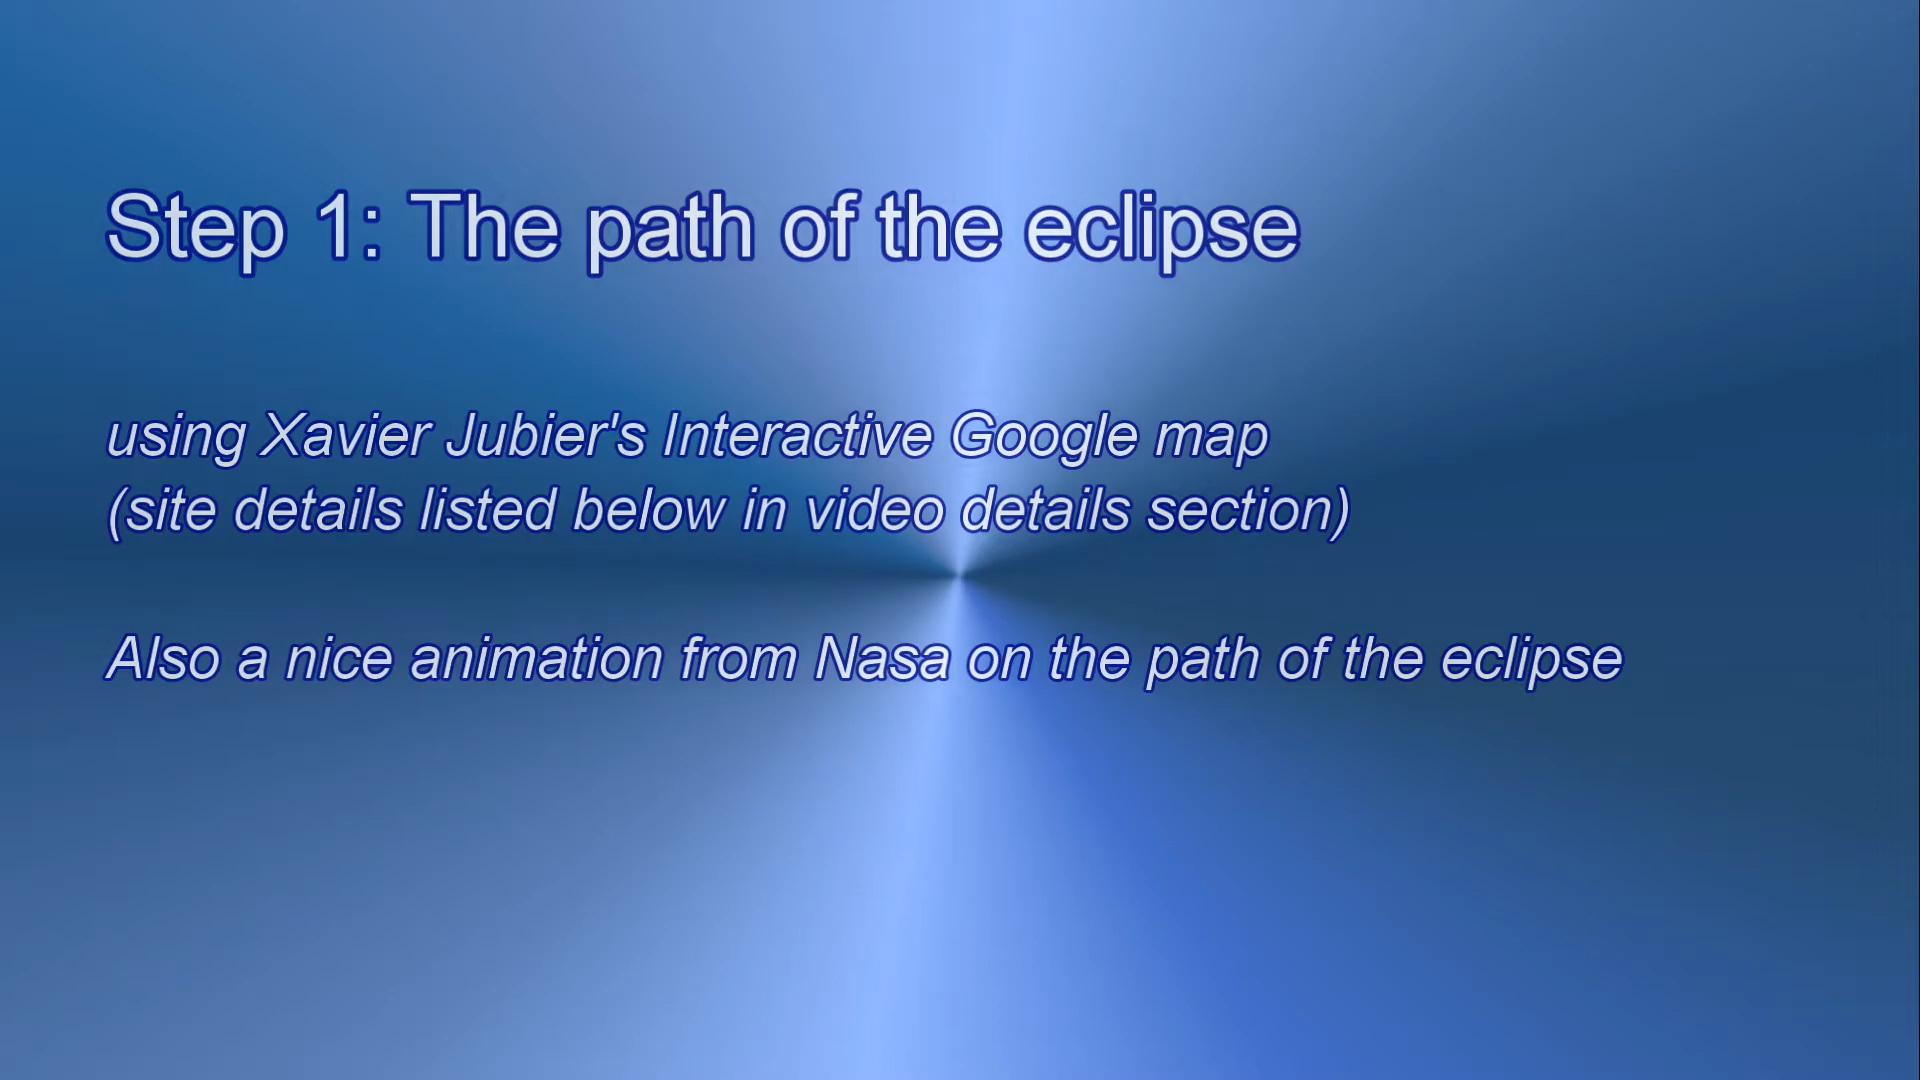 Step 1: The path of the eclipse
using Xavier Jubier's Interactive Google map
(site details listed below in video details section)
Also a nice animation from Nasa on the path of the eclipse